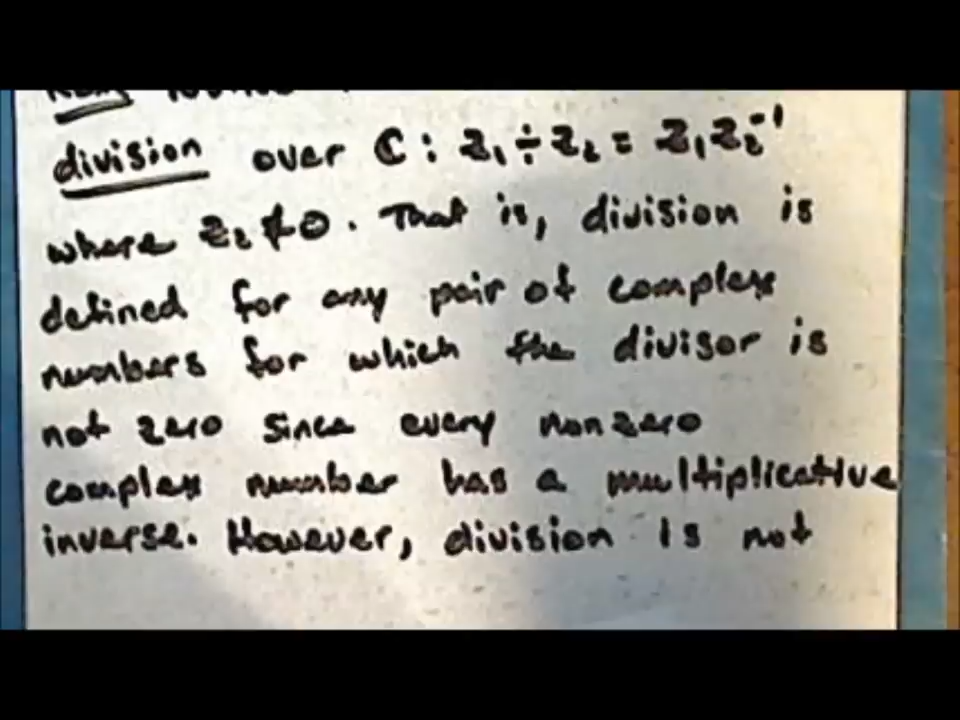 division over ℂ : z₁ ÷ z₂ = z₁z₂⁻¹
where z₂ ≠ 0. That is, division is
defined for any pair of complex
numbers for which the divisor is
not zero since every nonzero
complex number has a multiplicative
inverse. However, division is not